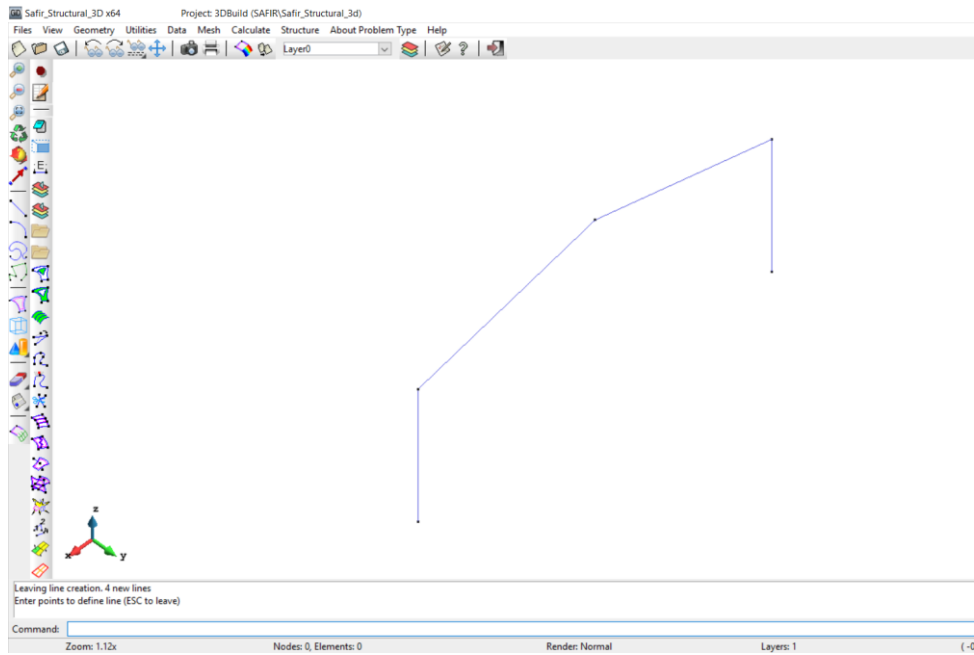 Safir_Structural_3D x64 Project: 3DBuild (SAFIR\Safir_Structural_3d)
Files View Geometry Utilities Data Mesh Calculate Structure About Problem Type Help
Layer0
E
z
x y
Leaving line creation. 4 new lines
Enter points to define line (ESC to leave)
Command:
Zoom: 1.12x Nodes: 0, Elements: 0 Render: Normal Layers: 1 (-0